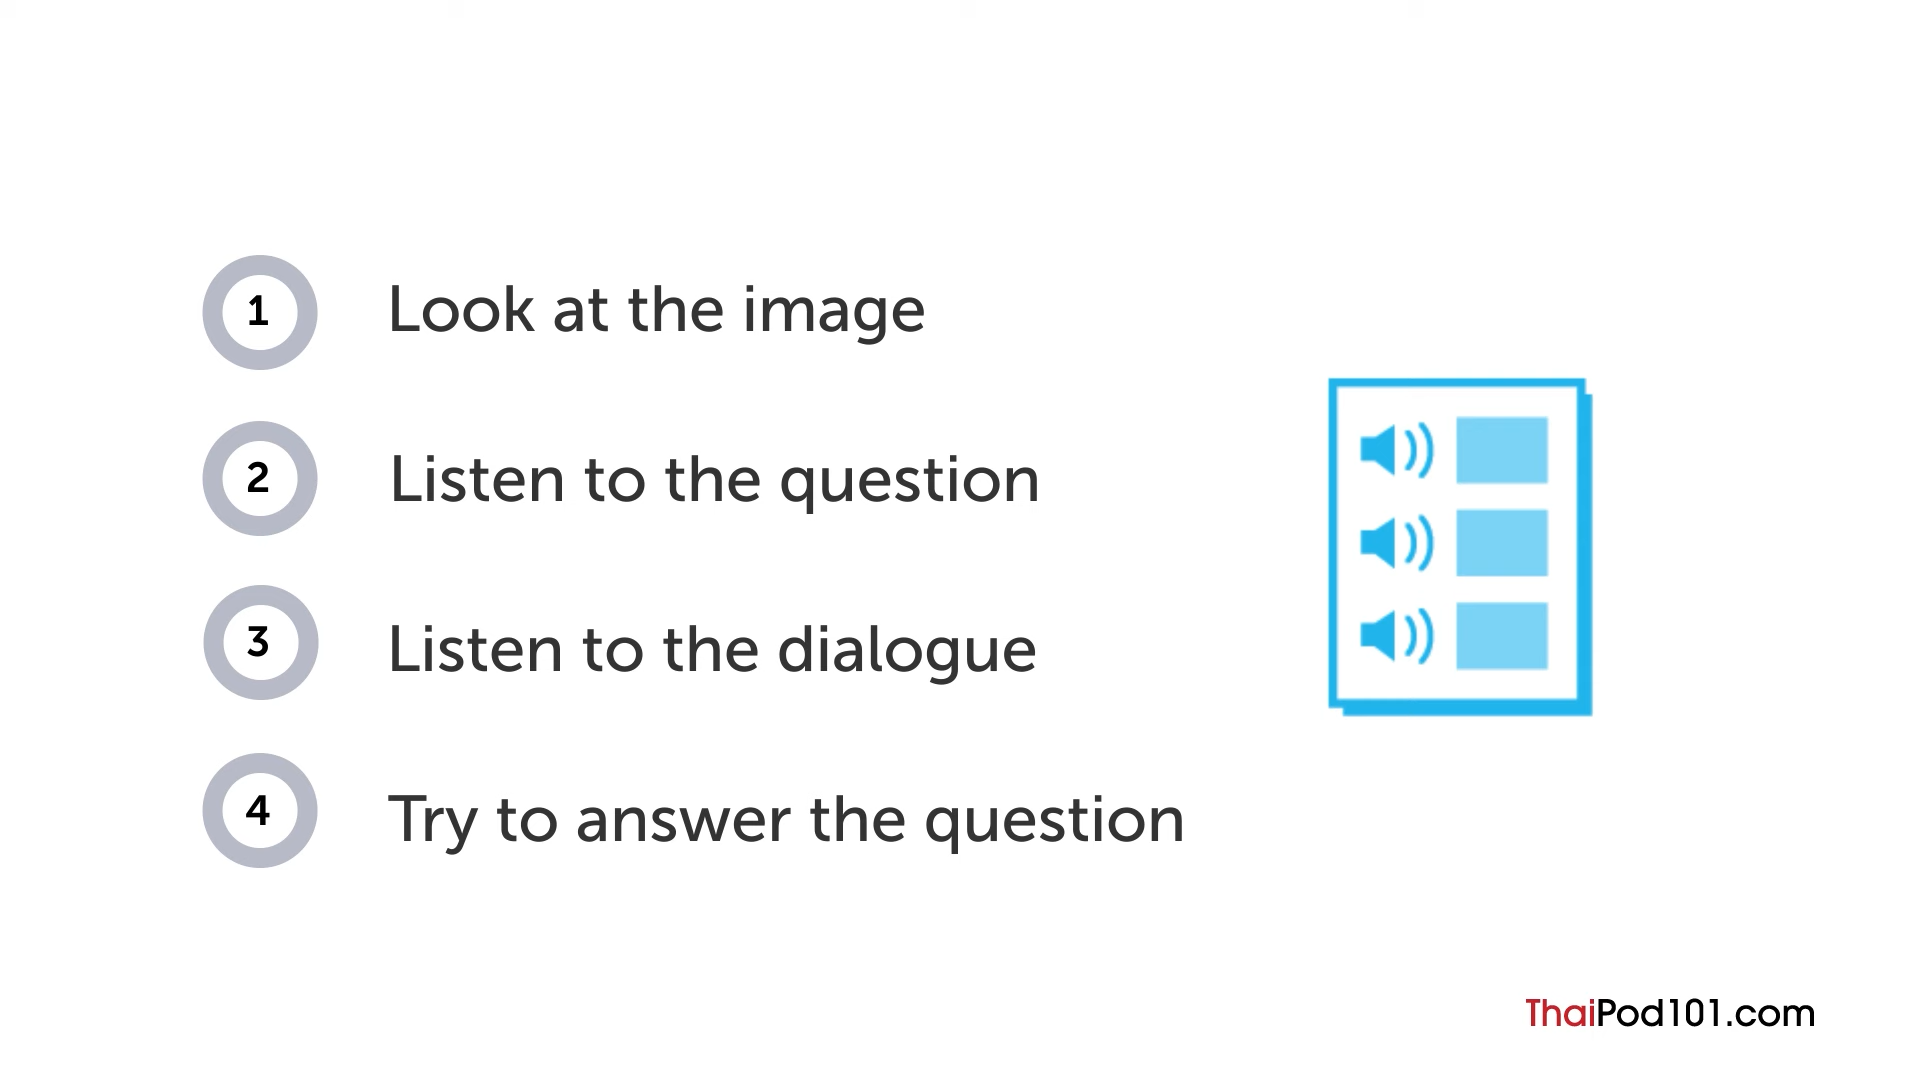 1 Look at the image
2 Listen to the question
3 Listen to the dialogue
4 Try to answer the question
ThaiPod101.com